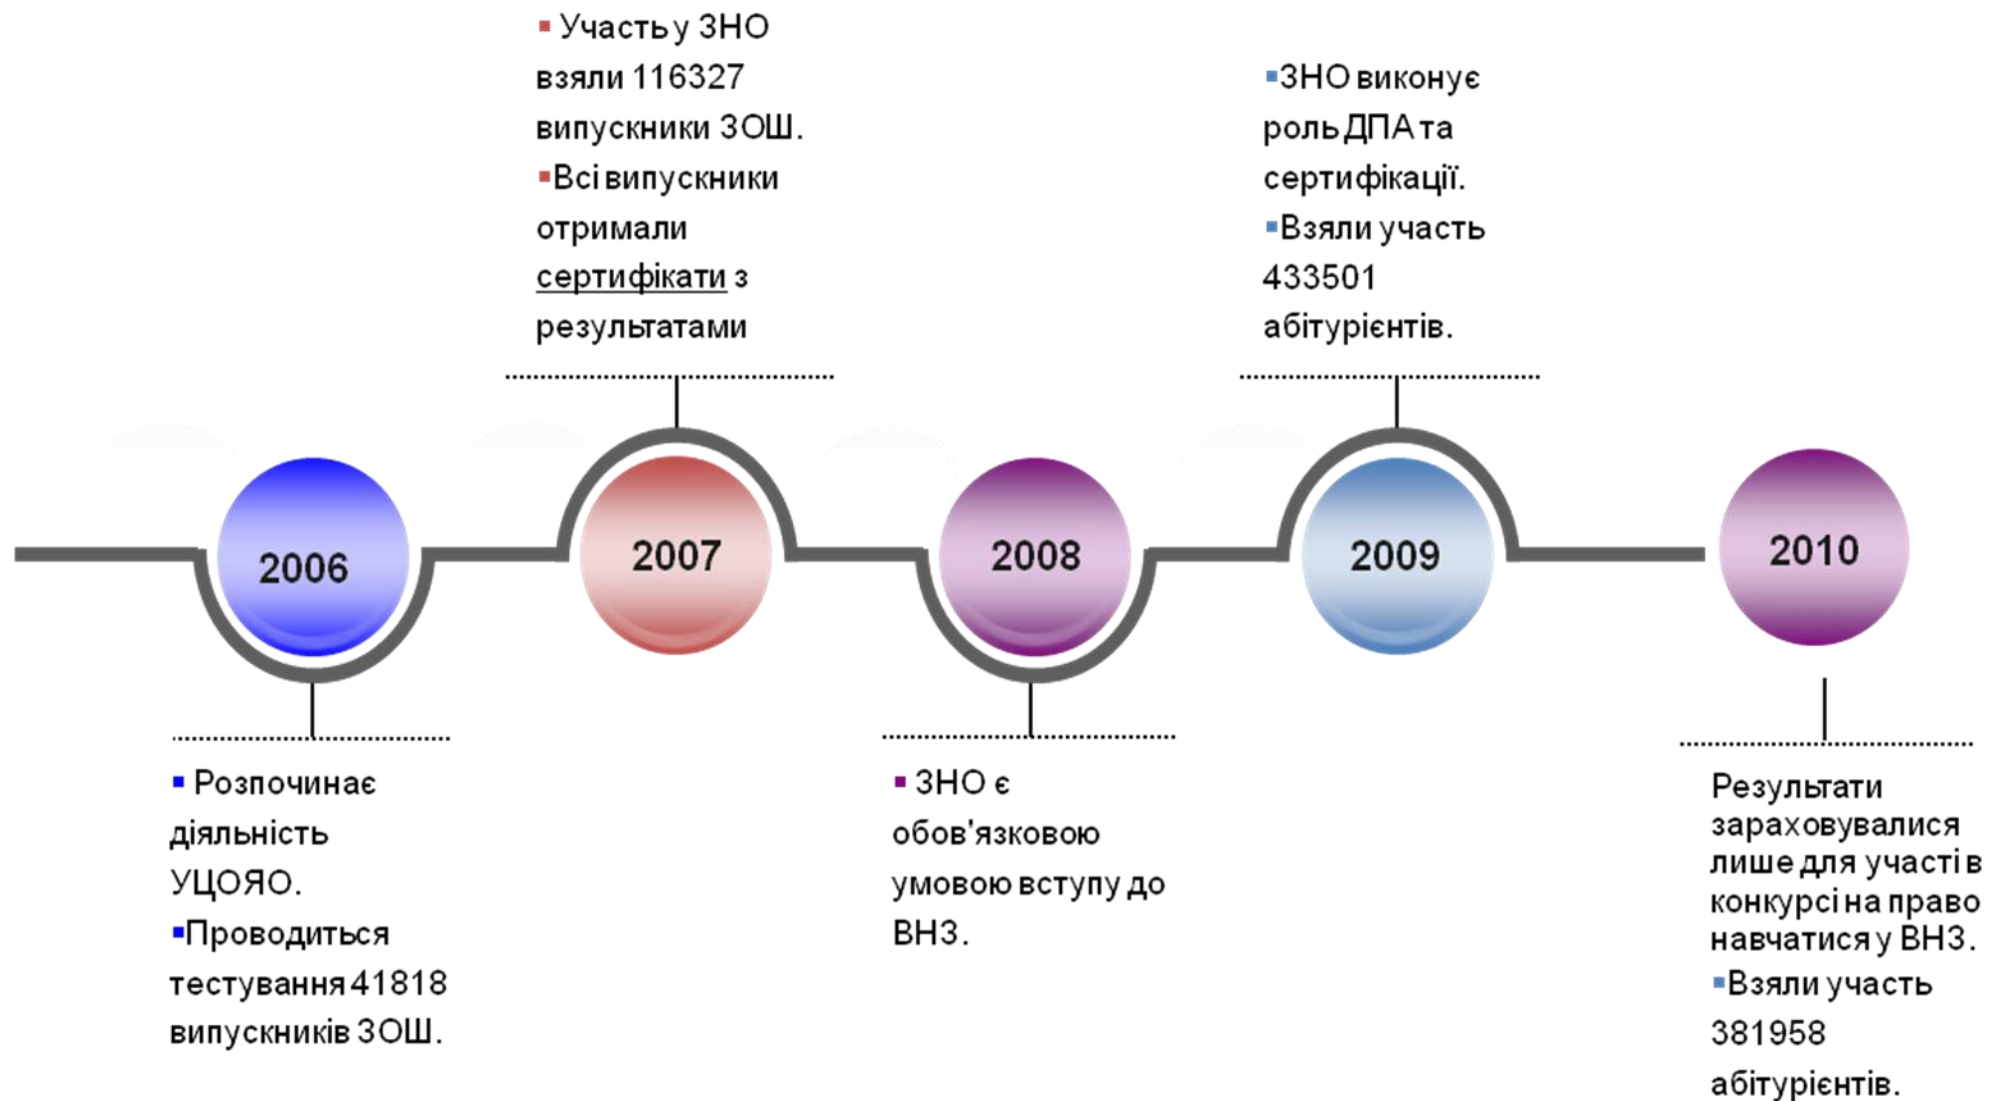 ▪ Участь у ЗНО
взяли 116327
випускники ЗОШ.
▪Всі випускники
отримали
сертифікати з
результатами
▪ЗНО виконує
роль ДПА та
сертифікації.
▪Взяли участь
433501
абітурієнтів.
2006
2007
2008
2009
2010
▪ Розпочинає
діяльність
УЦОЯО.
▪Проводиться
тестування 41818
випускників ЗОШ.
▪ ЗНО є
обов'язковою
умовою вступу до
ВНЗ.
Результати
зараховувалися
лише для участі в
конкурсі на право
навчатися у ВНЗ.
▪Взяли участь
381958
абітурієнтів.